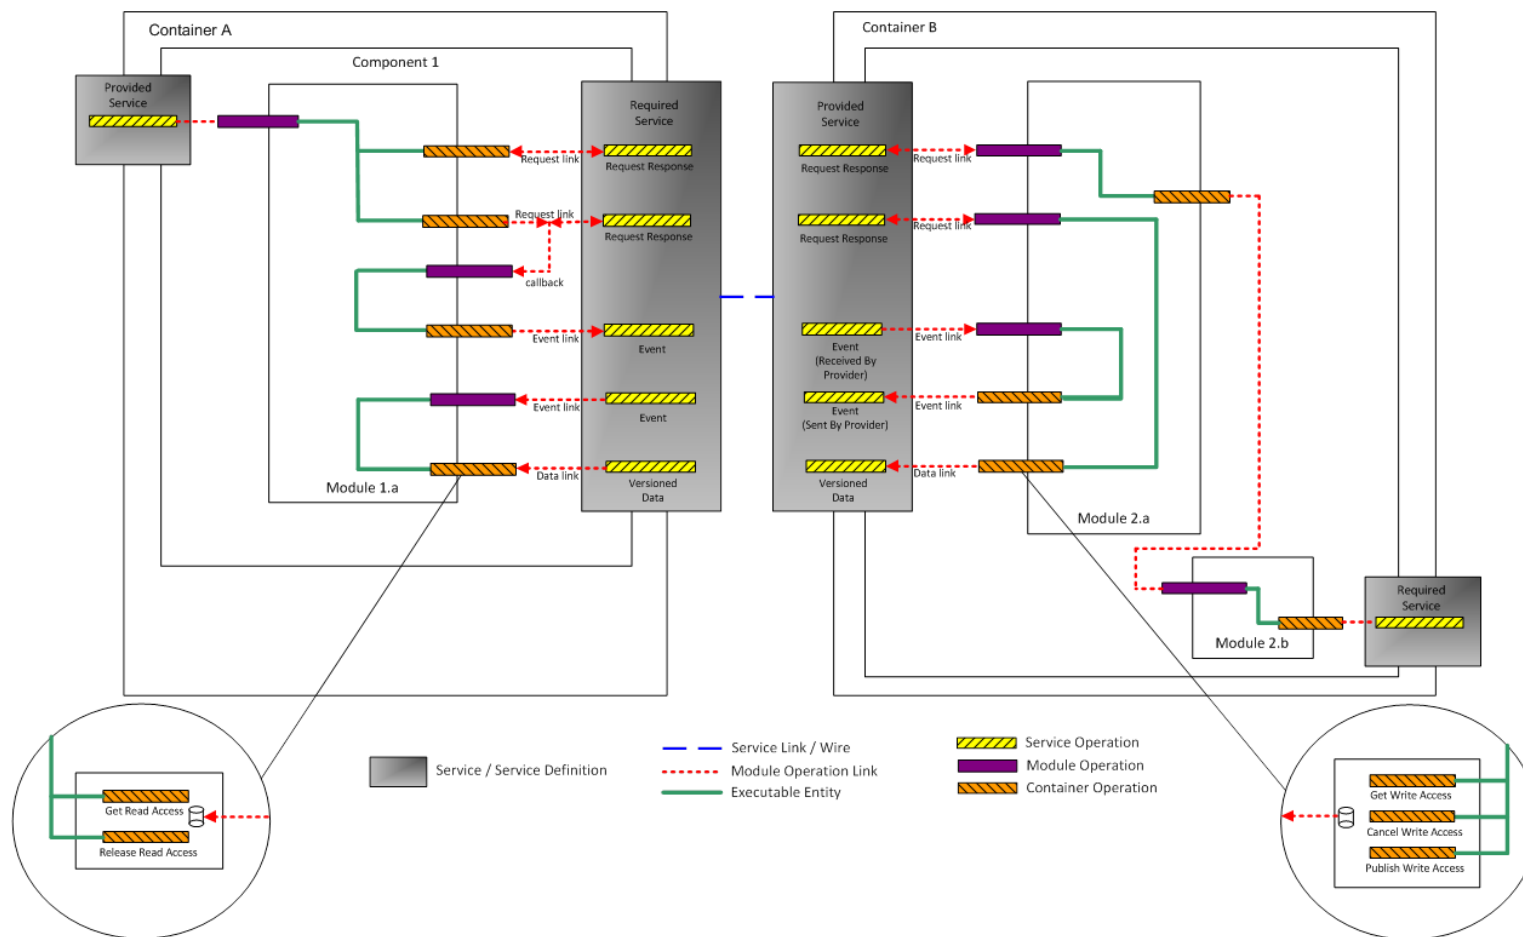 Container A
Component 1
Provided
Service
Required
Service
Request link
Request Response
Request link
Request Response
callback
Event link
Event
Event link
Event
Data link
Versioned
Data
Module 1.a
Container B
Provided
Service
Request link
Request Response
Request link
Request Response
Event link
Event
(Received By
Provider)
Event link
Event
(Sent By Provider)
Data link
Versioned
Data
Module 2.a
Module 2.b
Required
Service
Get Read Access
Release Read Access
Service / Service Definition
Service Link / Wire
Module Operation Link
Executable Entity
Service Operation
Module Operation
Container Operation
Get Write Access
Cancel Write Access
Publish Write Access